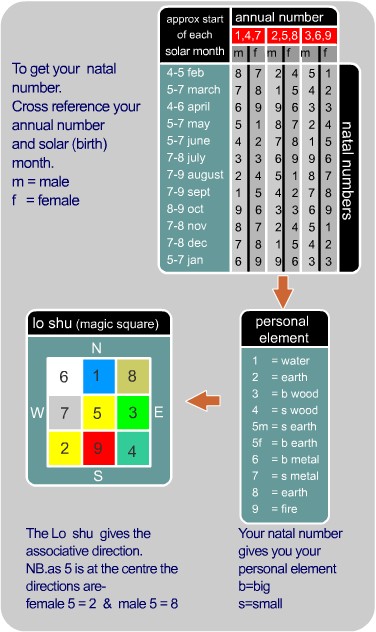 To get your natal
number.
Cross reference your
annual number
and solar (birth)
month.
m = male
f = female
approx start
of each
solar month
annual number
1,4,7 2,5,8 3,6,9
m f m f m f
4-5 feb 8 7 2 4 5 1
5-7 march 7 8 1 5 4 2
4-6 april 6 9 9 6 3 3
5-7 may 5 1 8 7 2 4
5-7 june 4 2 7 8 1 5
7-8 july 3 3 6 9 9 6
7-9 august 2 4 5 1 8 7
7-9 sept 1 5 4 2 7 8
8-9 oct 9 6 3 3 6 9
7-8 nov 8 7 2 4 5 1
7-8 dec 7 8 1 5 4 2
5-7 jan 6 9 9 6 3 3
natal numbers
lo shu (magic square)
N
6 1 8
W 7 5 3 E
2 9 4
S
personal
element
1 = water
2 = earth
3 = b wood
4 = s wood
5m = s earth
5f = b earth
6 = b metal
7 = s metal
8 = earth
9 = fire
The Lo shu gives the
associative direction.
NB.as 5 is at the centre the
directions are-
female 5 = 2 & male 5 = 8
Your natal number
gives you your
personal element
b=big
s=small